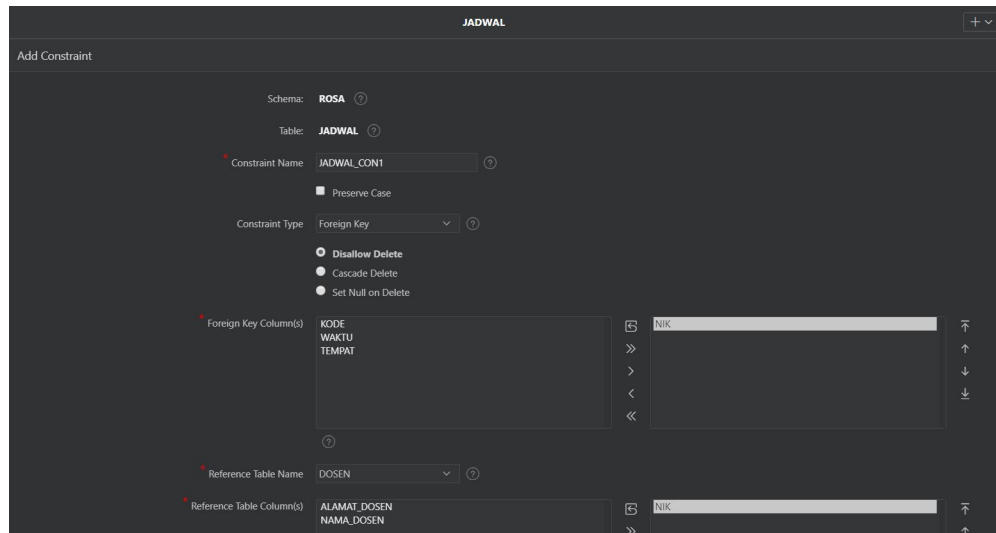 JADWAL
Add Constraint
Schema: ROSA
Table: JADWAL
* Constraint Name JADWAL_CON1
Preserve Case
Constraint Type Foreign Key
Disallow Delete
Cascade Delete
Set Null on Delete
* Foreign Key Column(s) KODE NIK
WAKTU
TEMPAT
* Reference Table Name DOSEN
* Reference Table Column(s) ALAMAT_DOSEN NIK
NAMA_DOSEN